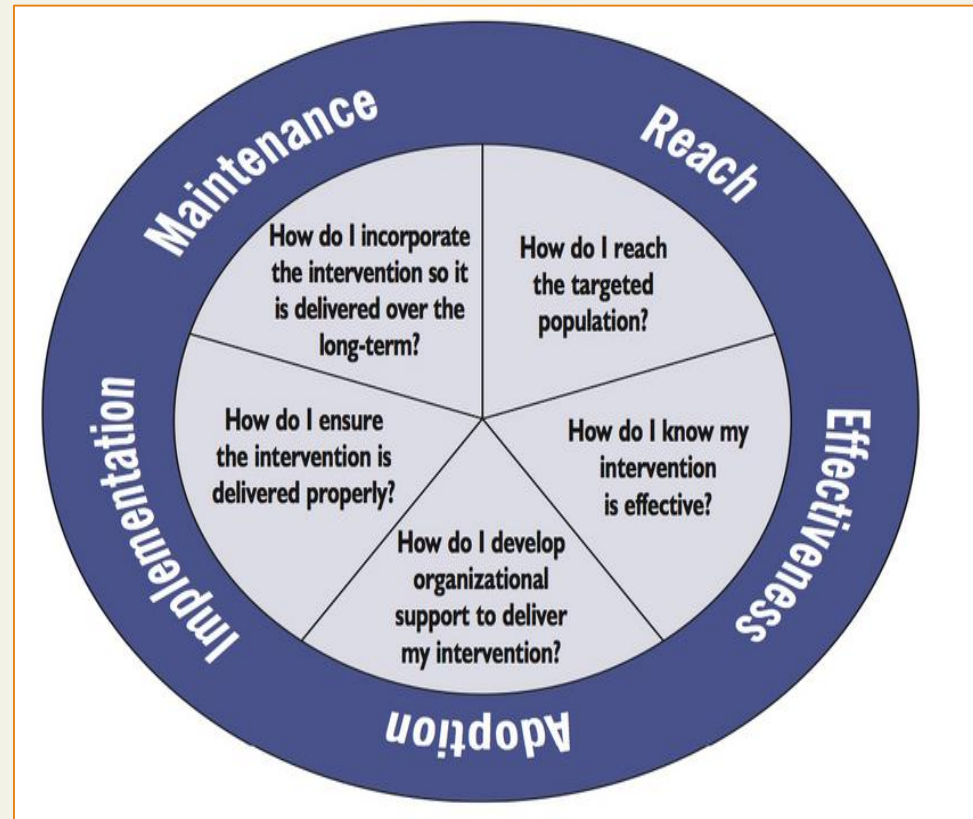 Maintenance
Reach
How do I incorporate
the intervention so it
is delivered over the
long-term?
How do I reach
the targeted
population?
Implementation
How do I ensure
the intervention is
delivered properly?
How do I know my
intervention
is effective?
Effectiveness
How do I develop
organizational
support to deliver
my intervention?
Adoption